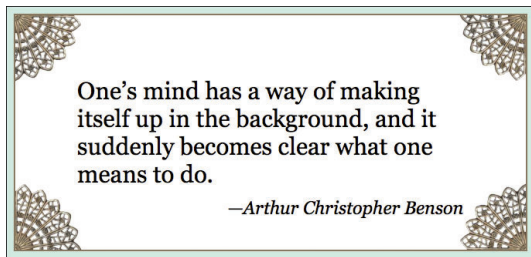 One’s mind has a way of making
itself up in the background, and it
suddenly becomes clear what one
means to do.
—Arthur Christopher Benson